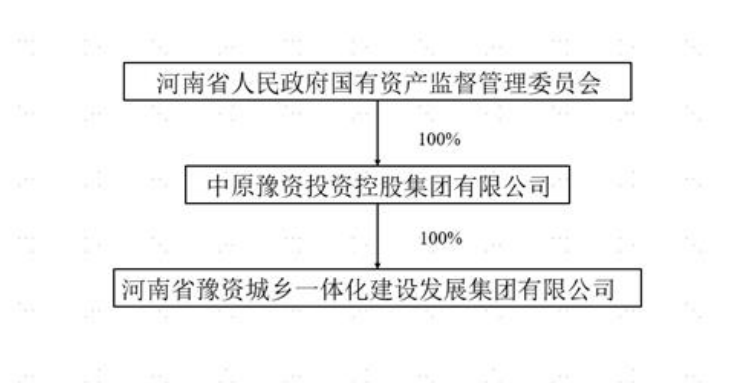 河南省人民政府国有资产监督管理委员会
100%
中原豫资投资控股集团有限公司
100%
河南省豫资城乡一体化建设发展集团有限公司